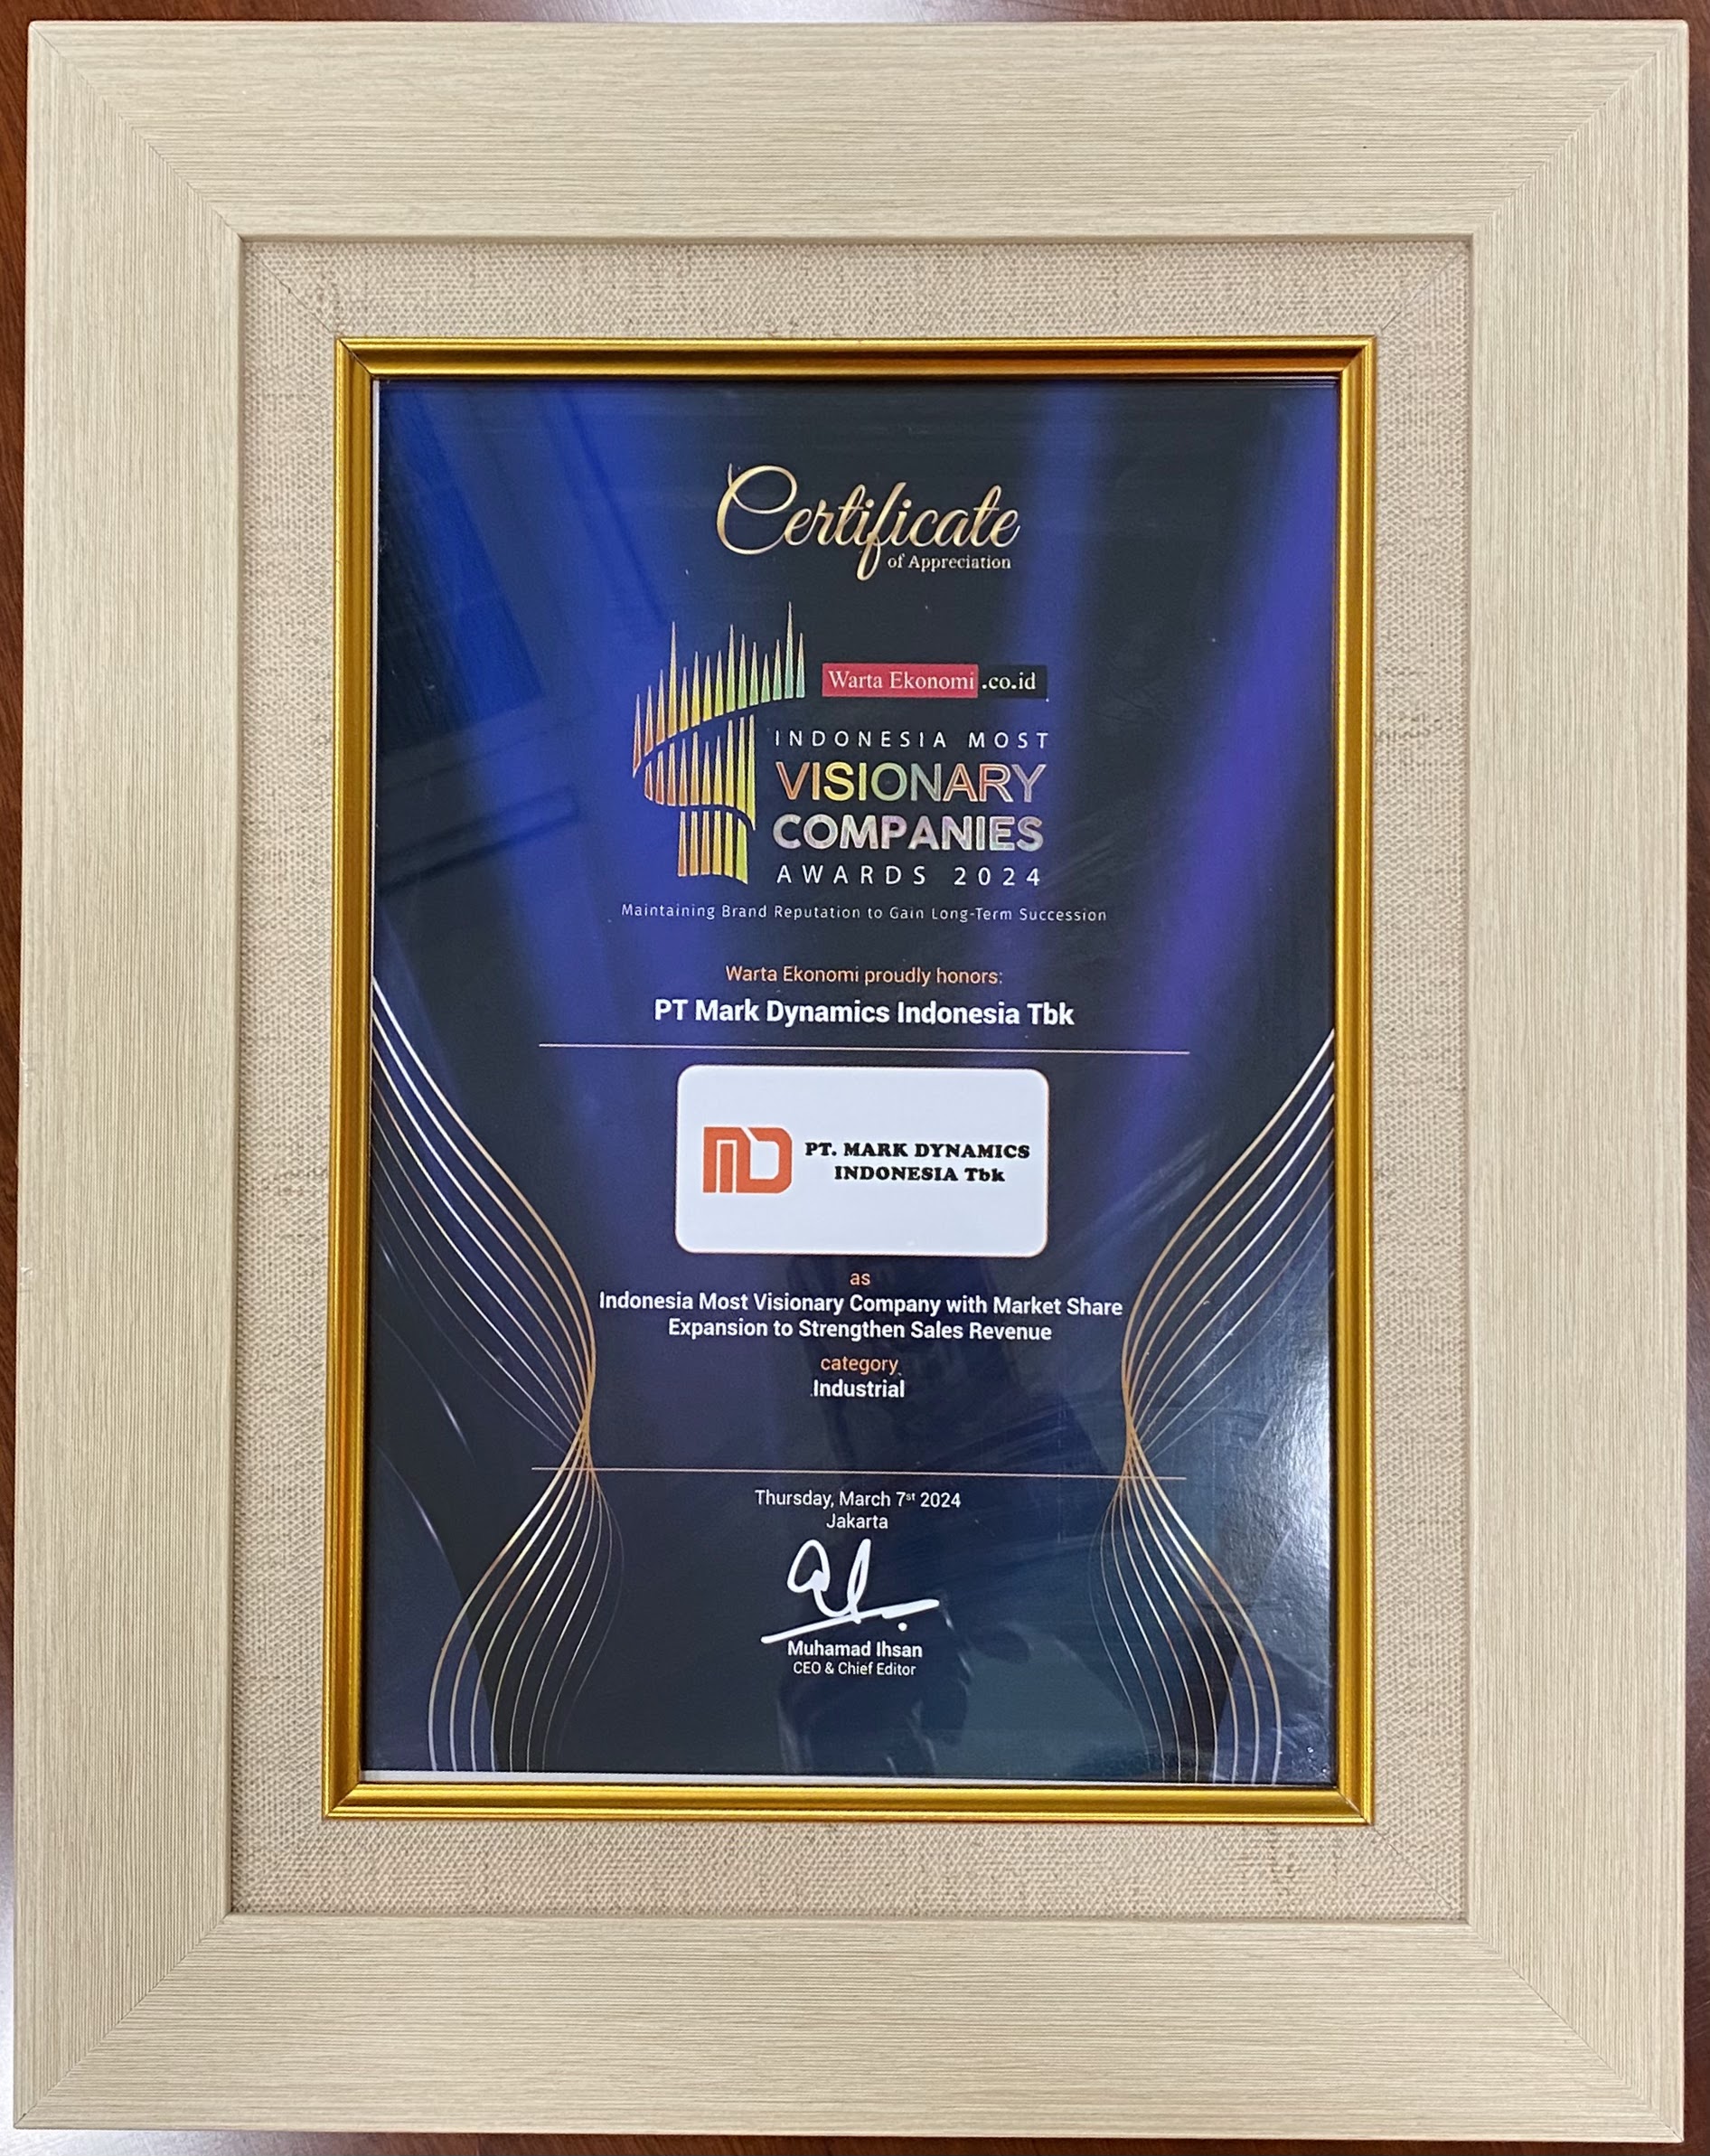 Certificate
of Appreciation
Warta Ekonomi .co.id
INDONESIA MOST
VISIONARY
COMPANIES
AWARDS 2024
Maintaining Brand Reputation to Gain Long-Term Succession
Warta Ekonomi proudly honors:
PT Mark Dynamics Indonesia Tbk
MD PT. MARK DYNAMICS
INDONESIA Tbk
as
Indonesia Most Visionary Company with Market Share
Expansion to Strengthen Sales Revenue
category
Industrial
Thursday, March 7st 2024
Jakarta
Muhamad Ihsan
CEO & Chief Editor